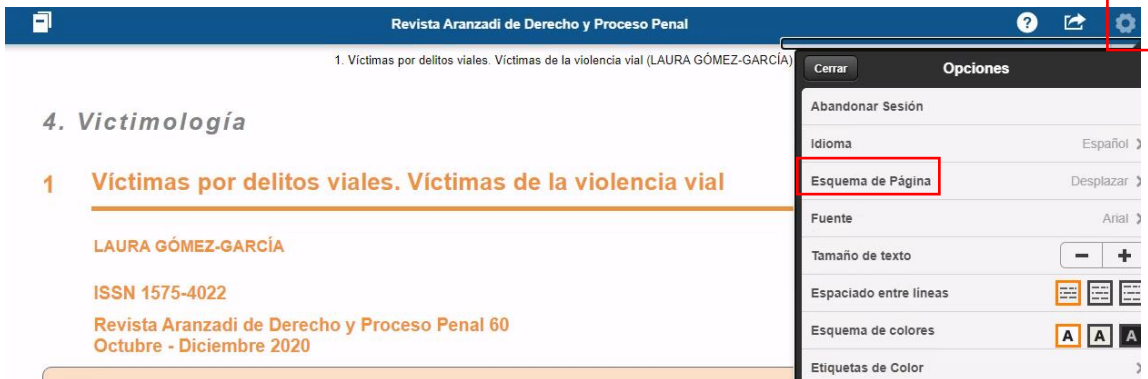 Revista Aranzadi de Derecho y Proceso Penal
?
1. Víctimas por delitos viales. Víctimas de la violencia vial (LAURA GÓMEZ-GARCÍA)
4. Victimología
1 Víctimas por delitos viales. Víctimas de la violencia vial
LAURA GÓMEZ-GARCÍA
ISSN 1575-4022
Revista Aranzadi de Derecho y Proceso Penal 60
Octubre - Diciembre 2020
Cerrar Opciones
Abandonar Sesión
Idioma Español
Esquema de Página Desplazar
Fuente Arial
Tamaño de texto − +
Espaciado entre líneas
Esquema de colores A A A
Etiquetas de Color